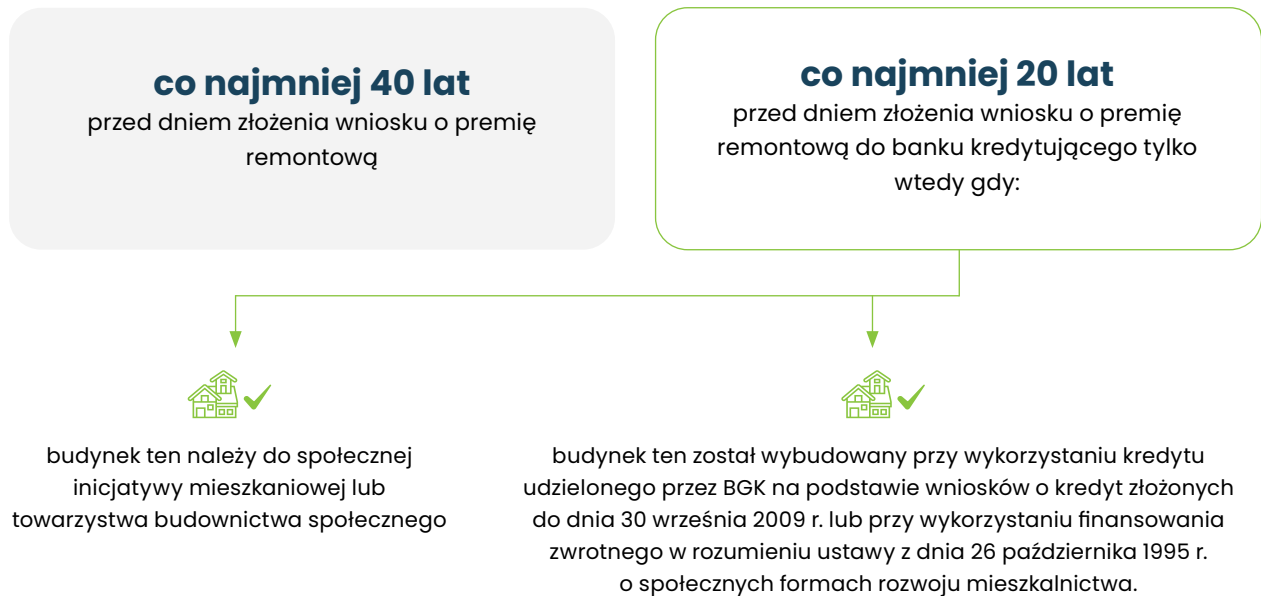 co najmniej 40 lat
przed dniem złożenia wniosku o premię
remontową
co najmniej 20 lat
przed dniem złożenia wniosku o premię
remontową do banku kredytującego tylko
wtedy gdy:
budynek ten należy do społecznej
inicjatywy mieszkaniowej lub
towarzystwa budownictwa społecznego
budynek ten został wybudowany przy wykorzystaniu kredytu
udzielonego przez BGK na podstawie wniosków o kredyt złożonych
do dnia 30 września 2009 r. lub przy wykorzystaniu finansowania
zwrotnego w rozumieniu ustawy z dnia 26 października 1995 r.
o społecznych formach rozwoju mieszkalnictwa.